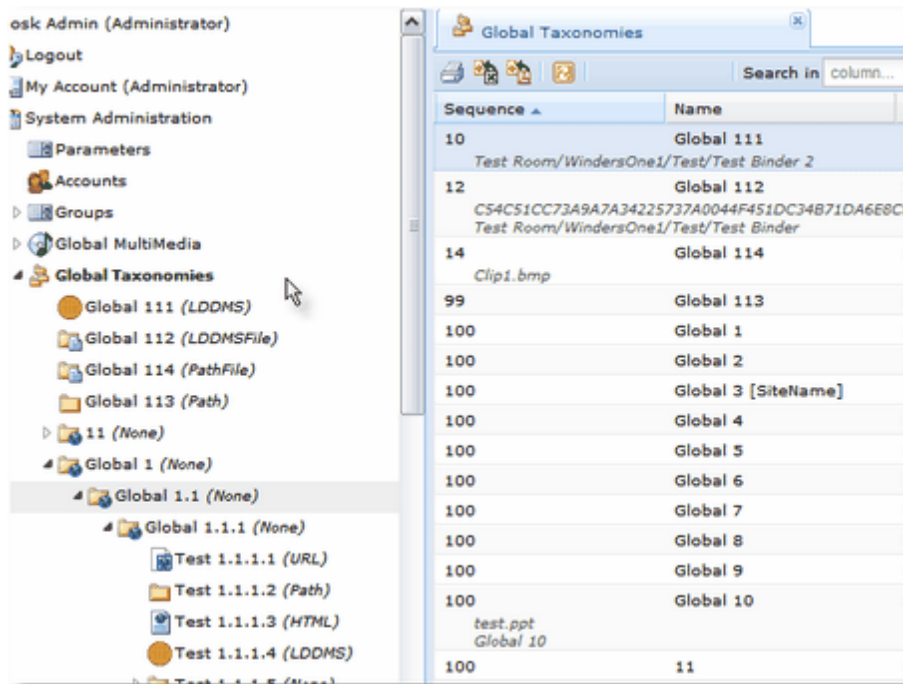 osk Admin (Administrator)
Logout
My Account (Administrator)
System Administration
Parameters
Accounts
Groups
Global MultiMedia
Global Taxonomies
Global 111 (LDDMS)
Global 112 (LDDMSFile)
Global 114 (PathFile)
Global 113 (Path)
11 (None)
Global 1 (None)
Global 1.1 (None)
Global 1.1.1 (None)
Test 1.1.1.1 (URL)
Test 1.1.1.2 (Path)
Test 1.1.1.3 (HTML)
Test 1.1.1.4 (LDDMS)
Test 1.1.1.5 (None)
Global Taxonomies
Search in column...
Sequence Name
10 Global 111
Test Room/WindersOne1/Test/Test Binder 2
12 Global 112
Test Room/WindersOne1/Test/Test Binder
14 Global 114
Clip1.bmp
99 Global 113
100 Global 1
100 Global 2
100 Global 3 [SiteName]
100 Global 4
100 Global 5
100 Global 6
100 Global 7
100 Global 8
100 Global 9
100 Global 10
test.ppt
Global 10
100 11